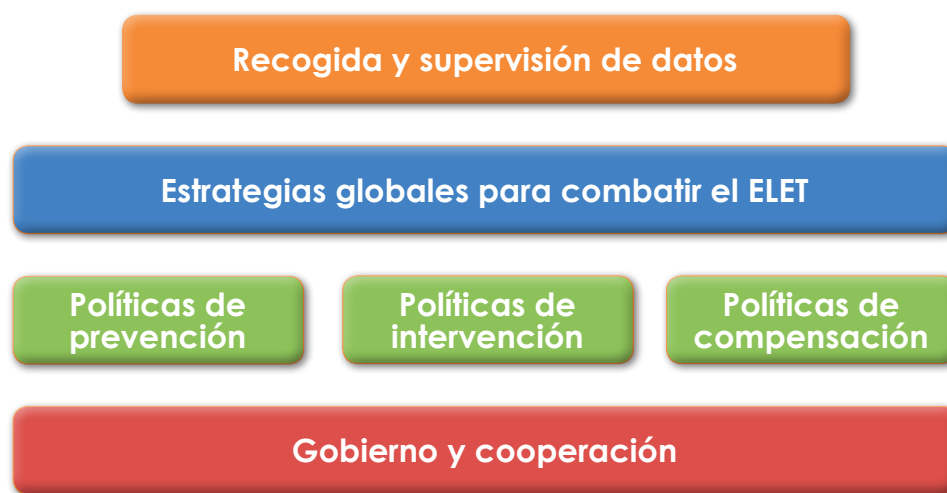 Recogida y supervisión de datos
Estrategias globales para combatir el ELET
Políticas de
prevención
Políticas de
intervención
Políticas de
compensación
Gobierno y cooperación